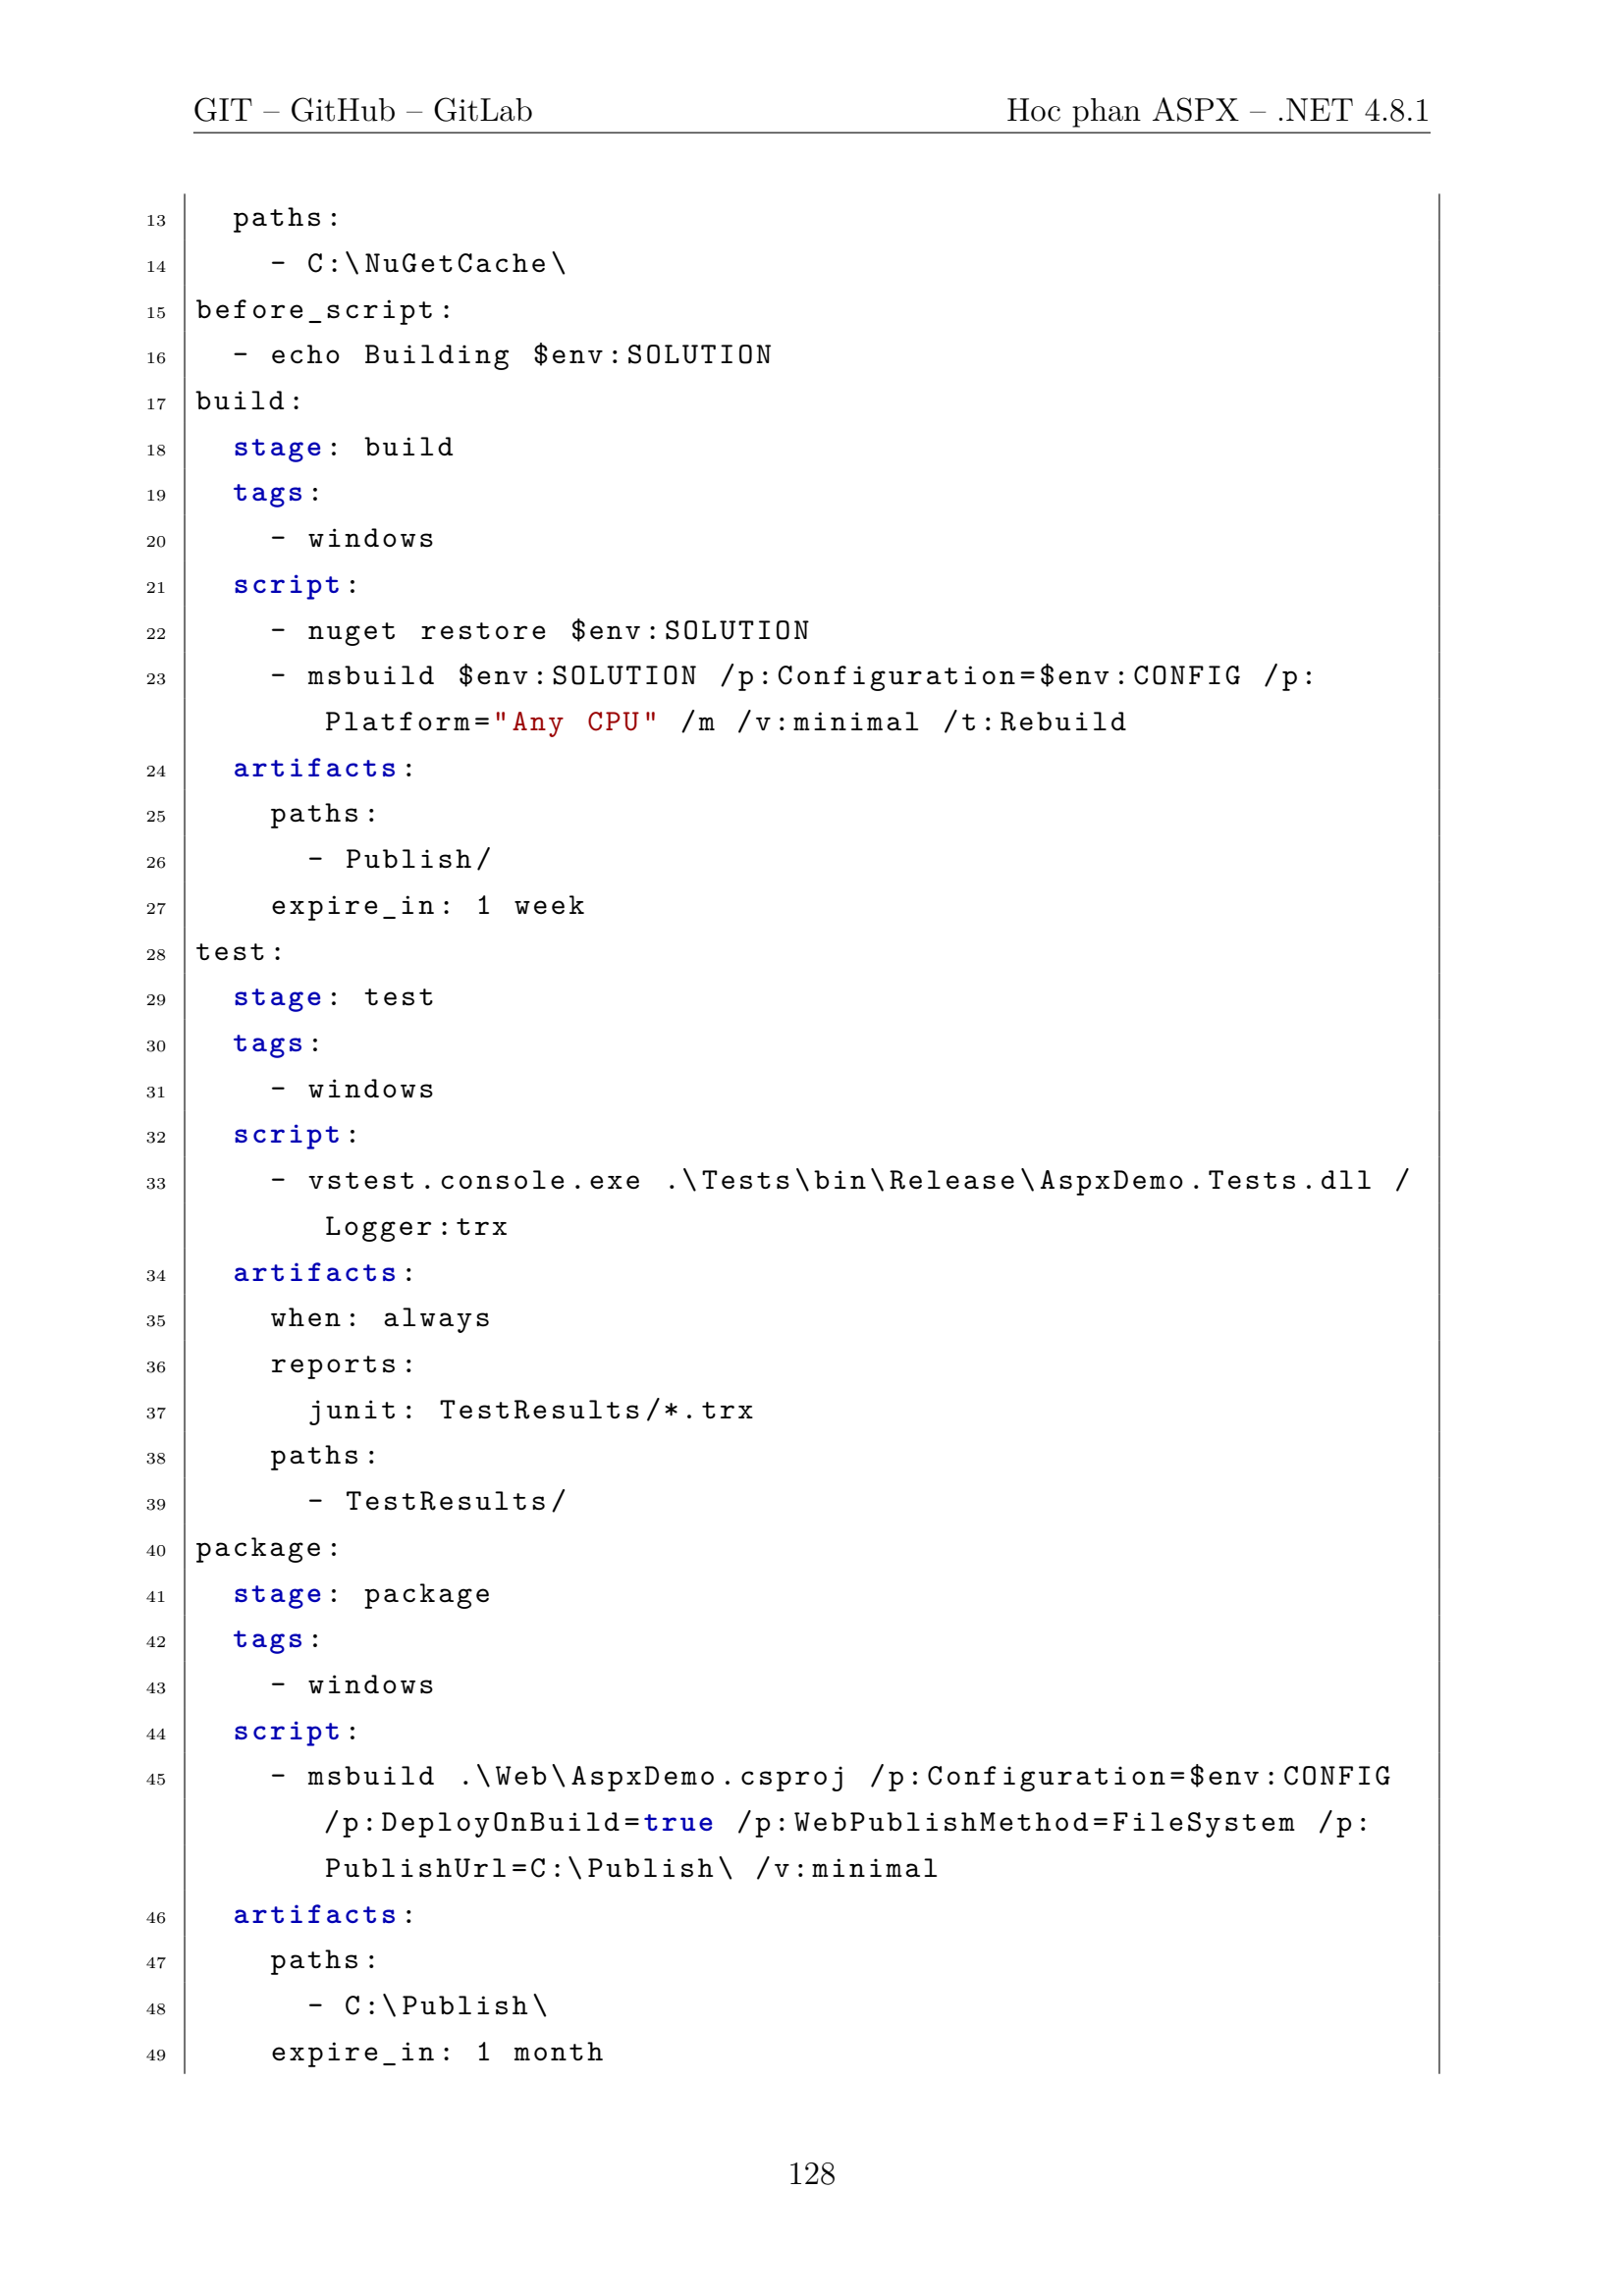 GIT – GitHub – GitLab Hoc phan ASPX – .NET 4.8.1
13   paths:
14     - C:\NuGetCache\
15 before_script:
16   - echo Building $env:SOLUTION
17 build:
18   stage: build
19   tags:
20     - windows
21   script:
22     - nuget restore $env:SOLUTION
23     - msbuild $env:SOLUTION /p:Configuration=$env:CONFIG /p:
Platform="Any CPU" /m /v:minimal /t:Rebuild
24   artifacts:
25     paths:
26       - Publish/
27     expire_in: 1 week
28 test:
29   stage: test
30   tags:
31     - windows
32   script:
33     - vstest.console.exe .\Tests\bin\Release\AspxDemo.Tests.dll /
Logger:trx
34   artifacts:
35     when: always
36     reports:
37       junit: TestResults/*.trx
38     paths:
39       - TestResults/
40 package:
41   stage: package
42   tags:
43     - windows
44   script:
45     - msbuild .\Web\AspxDemo.csproj /p:Configuration=$env:CONFIG
/p:DeployOnBuild=true /p:WebPublishMethod=FileSystem /p:
PublishUrl=C:\Publish\ /v:minimal
46   artifacts:
47     paths:
48       - C:\Publish\
49     expire_in: 1 month
128